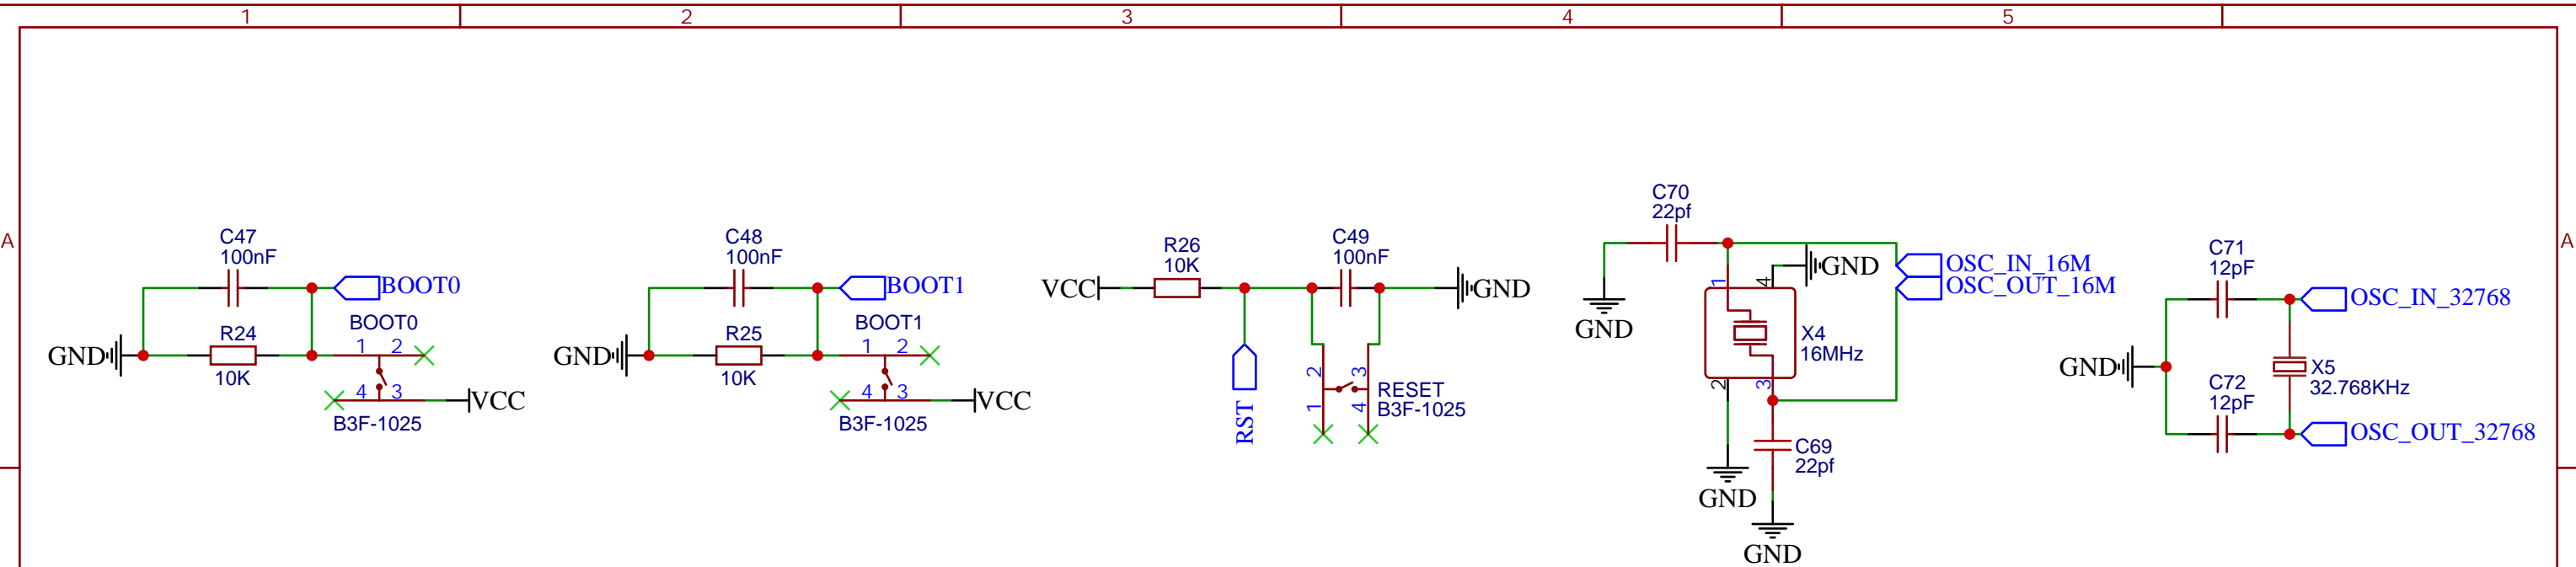 1
2
3
4
5
A
A
C47
100nF
BOOT0
R24
10K
GND
BOOT0
1
2
4
3
VCC
B3F-1025
C48
100nF
BOOT1
R25
10K
GND
BOOT1
1
2
4
3
VCC
B3F-1025
VCC
R26
10K
C49
100nF
GND
RST
2
3
1
4
RESET
B3F-1025
C70
22pf
GND
1
4
GND
OSC_IN_16M
OSC_OUT_16M
X4
16MHz
2
3
GND
C69
22pf
GND
C71
12pF
OSC_IN_32768
GND
X5
32.768KHz
C72
12pF
OSC_OUT_32768